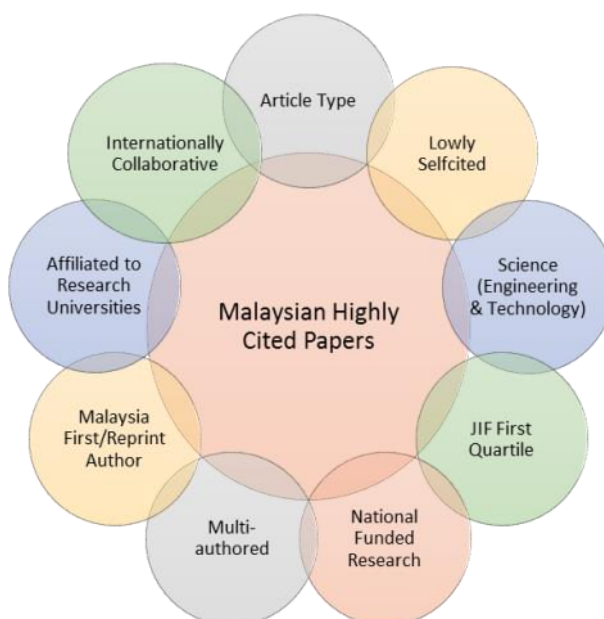 Article Type
Lowly
Selfcited
Science
(Engineering
& Technology)
JIF First
Quartile
National
Funded
Research
Multi-
authored
Malaysia
First/Reprint
Author
Affiliated to
Research
Universities
Internationally
Collaborative
Malaysian Highly
Cited Papers